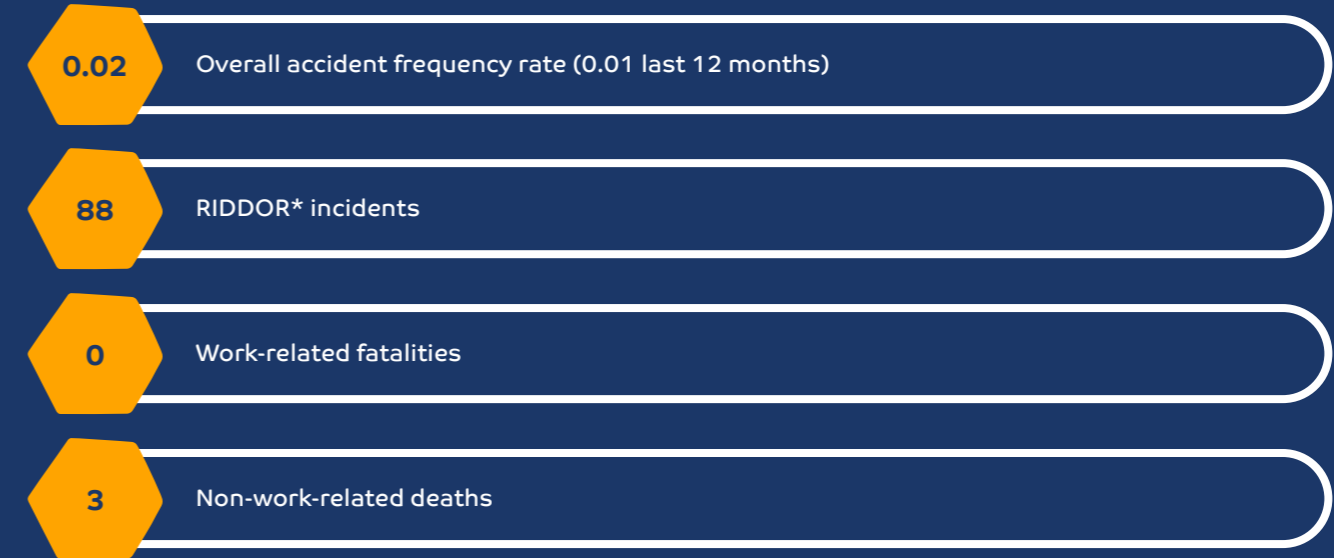 0.02 Overall accident frequency rate (0.01 last 12 months)
88 RIDDOR* incidents
0 Work-related fatalities
3 Non-work-related deaths